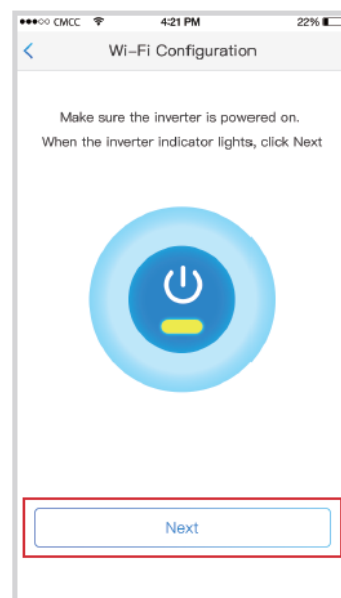 CMCC 4:21 PM 22%
Wi-Fi Configuration
Make sure the inverter is powered on.
When the inverter indicator lights, click Next
Next